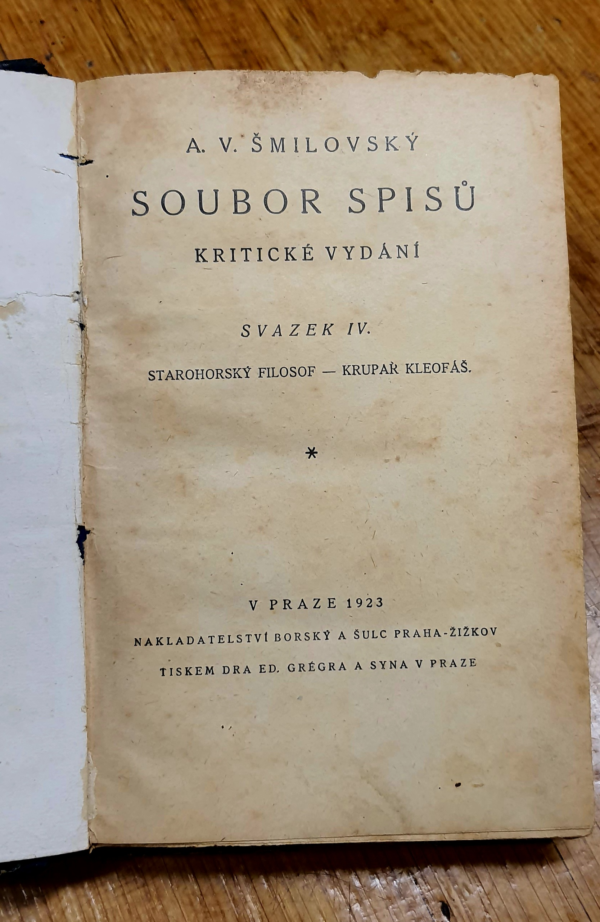 A. V. ŠMILOVSKÝ
SOUBOR SPISŮ
KRITICKÉ VYDÁNÍ
SVAZEK IV.
STAROHORSKÝ FILOSOF — KRUPAŘ KLEOFÁŠ.
*
V PRAZE 1923
NAKLADATELSTVÍ BORSKÝ A ŠULC PRAHA-ŽIŽKOV
TISKEM DRA ED. GRÉGRA A SYNA V PRAZE